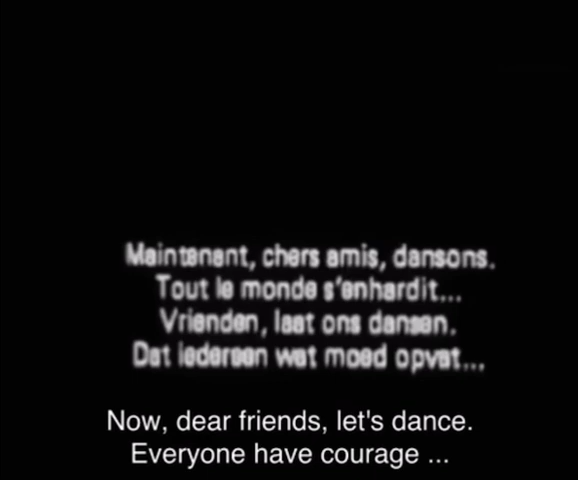 Maintenant, chers amis, dansons.
Tout le monde s'enhardit...
Vrienden, laat ons dansen.
Dat iedereen wat moed opvat...
Now, dear friends, let's dance.
Everyone have courage ...